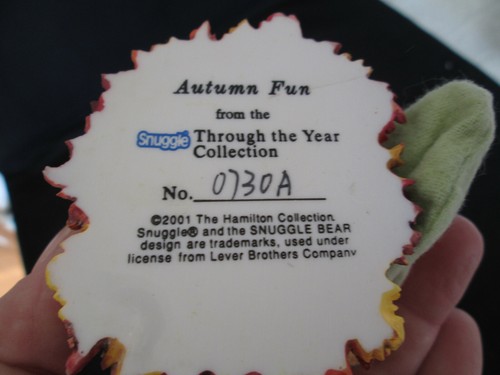 Autumn Fun
from the
Snuggle Through the Year
Collection
No. 0730A
©2001 The Hamilton Collection.
Snuggle® and the SNUGGLE BEAR
design are trademarks, used under
license from Lever Brothers Company